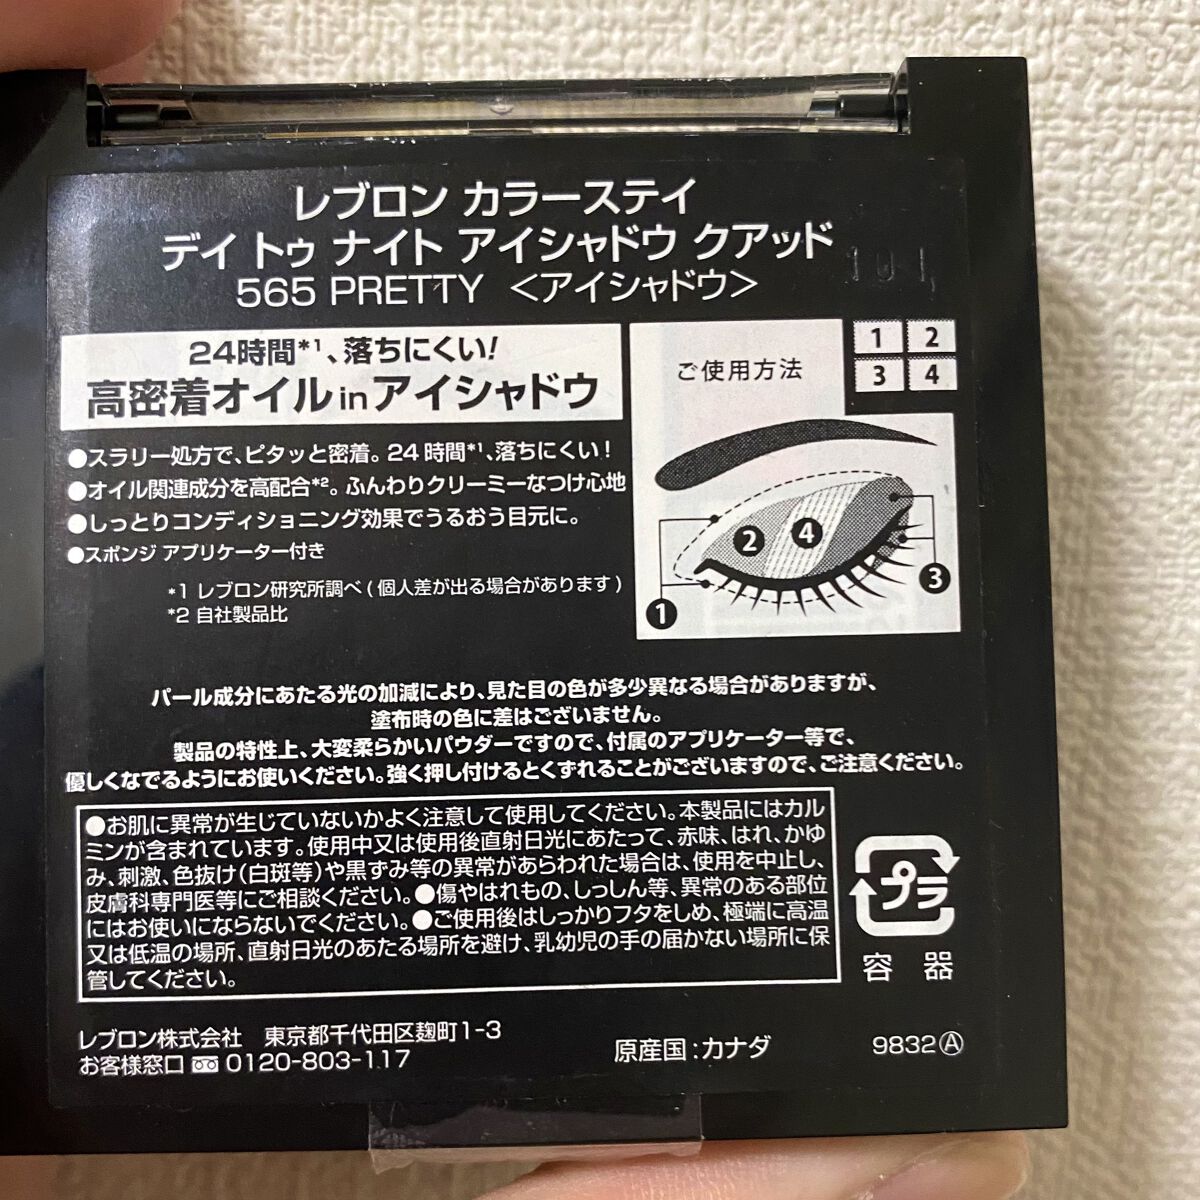 レブロン カラーステイ
デイ トゥ ナイト アイシャドウ クアッド
565 PRETTY <アイシャドウ>
101
24時間*1、落ちにくい!
高密着オイルinアイシャドウ
●スラリー処方で、ピタッと密着。24時間*1、落ちにくい!
●オイル関連成分を高配合*2。ふんわりクリーミーなつけ心地
●しっとりコンディショニング効果でうるおう目元に。
●スポンジ アプリケーター付き
*1 レブロン研究所調べ(個人差が出る場合があります)
*2 自社製品比
ご使用方法
1 2
3 4
2 4
3
1
パール成分にあたる光の加減により、見た目の色が多少異なる場合がありますが、
塗布時の色に差はございません。
製品の特性上、大変柔らかいパウダーですので、付属のアプリケーター等で、
優しくなでるようにお使いください。強く押し付けるとくずれることがございますので、ご注意ください。
●お肌に異常が生じていないかよく注意して使用してください。本製品にはカル
ミンが含まれています。使用中又は使用後直射日光にあたって、赤味、はれ、かゆ
み、刺激、色抜け(白斑等)や黒ずみ等の異常があらわれた場合は、使用を中止し、
皮膚科専門医等にご相談ください。●傷やはれもの、しっしん等、異常のある部位
にはお使いにならないでください。●ご使用後はしっかりフタをしめ、極端に高温
又は低温の場所、直射日光のあたる場所を避け、乳幼児の手の届かない場所に保
管してください。
プラ
容器
レブロン株式会社 東京都千代田区麹町1-3
お客様窓口 0120-803-117
原産国:カナダ
9832Ⓐ